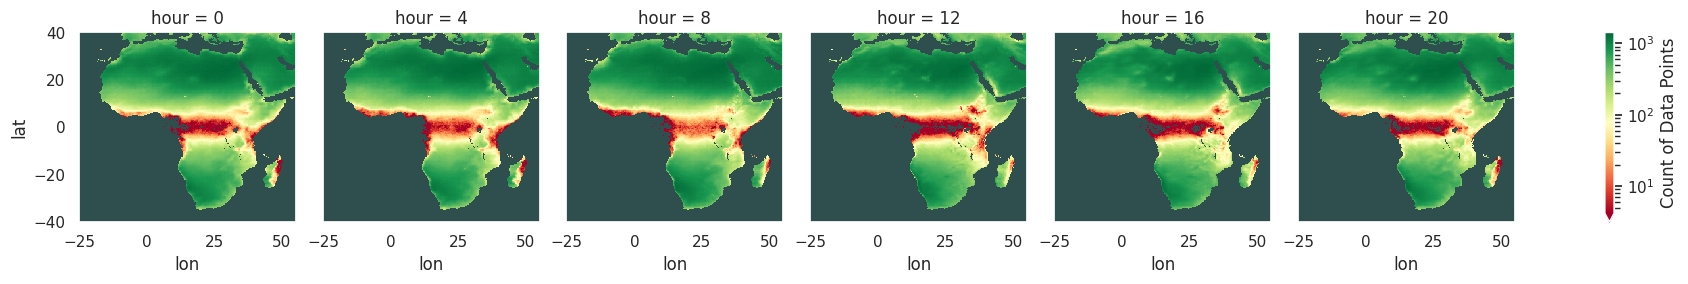 hour = 0 hour = 4 hour = 8 hour = 12 hour = 16 hour = 20
40
20
0
−20
−40
lat
−25 0 25 50 −25 0 25 50 −25 0 25 50 −25 0 25 50 −25 0 25 50 −25 0 25 50
lon lon lon lon lon lon
10³
10²
10¹
Count of Data Points